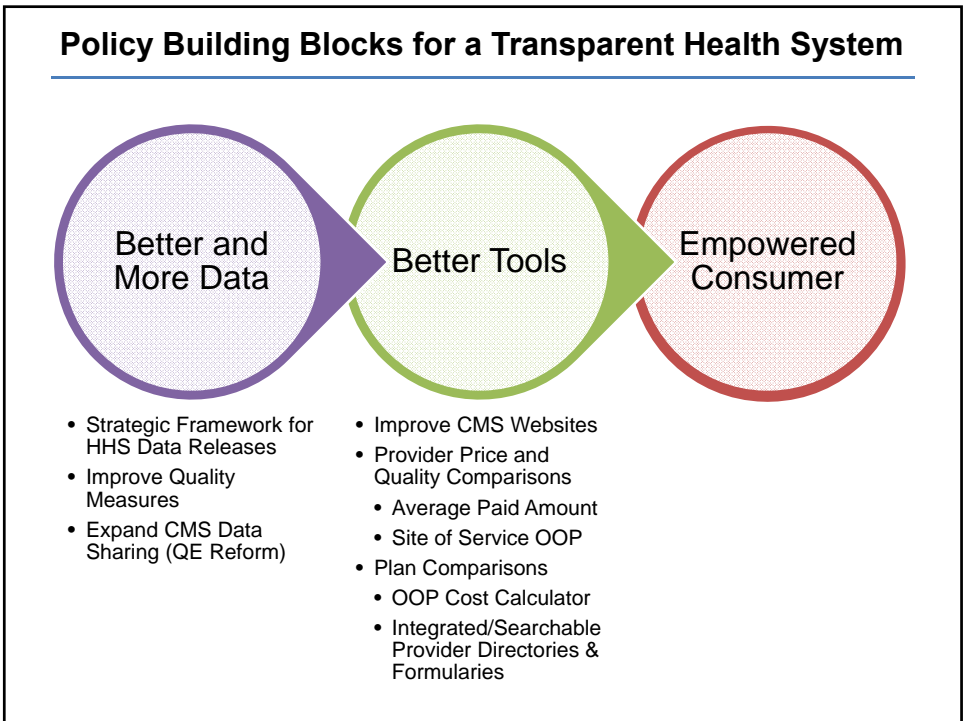 Policy Building Blocks for a Transparent Health System
Better and
More Data
Better Tools
Empowered
Consumer
• Strategic Framework for
HHS Data Releases
• Improve Quality
Measures
• Expand CMS Data
Sharing (QE Reform)
• Improve CMS Websites
• Provider Price and
Quality Comparisons
• Average Paid Amount
• Site of Service OOP
• Plan Comparisons
• OOP Cost Calculator
• Integrated/Searchable
Provider Directories &
Formularies